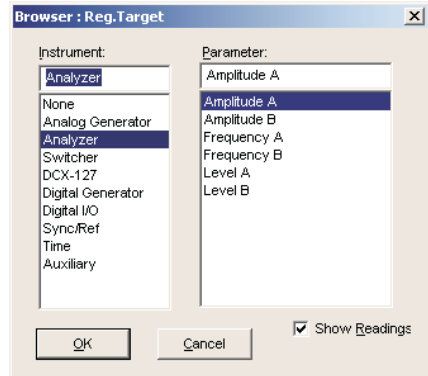 Browser : Reg.Target
Instrument:
Analyzer
None
Analog Generator
Analyzer
Switcher
DCX-127
Digital Generator
Digital I/O
Sync/Ref
Time
Auxiliary
Parameter:
Amplitude A
Amplitude A
Amplitude B
Frequency A
Frequency B
Level A
Level B
Show Readings
OK
Cancel